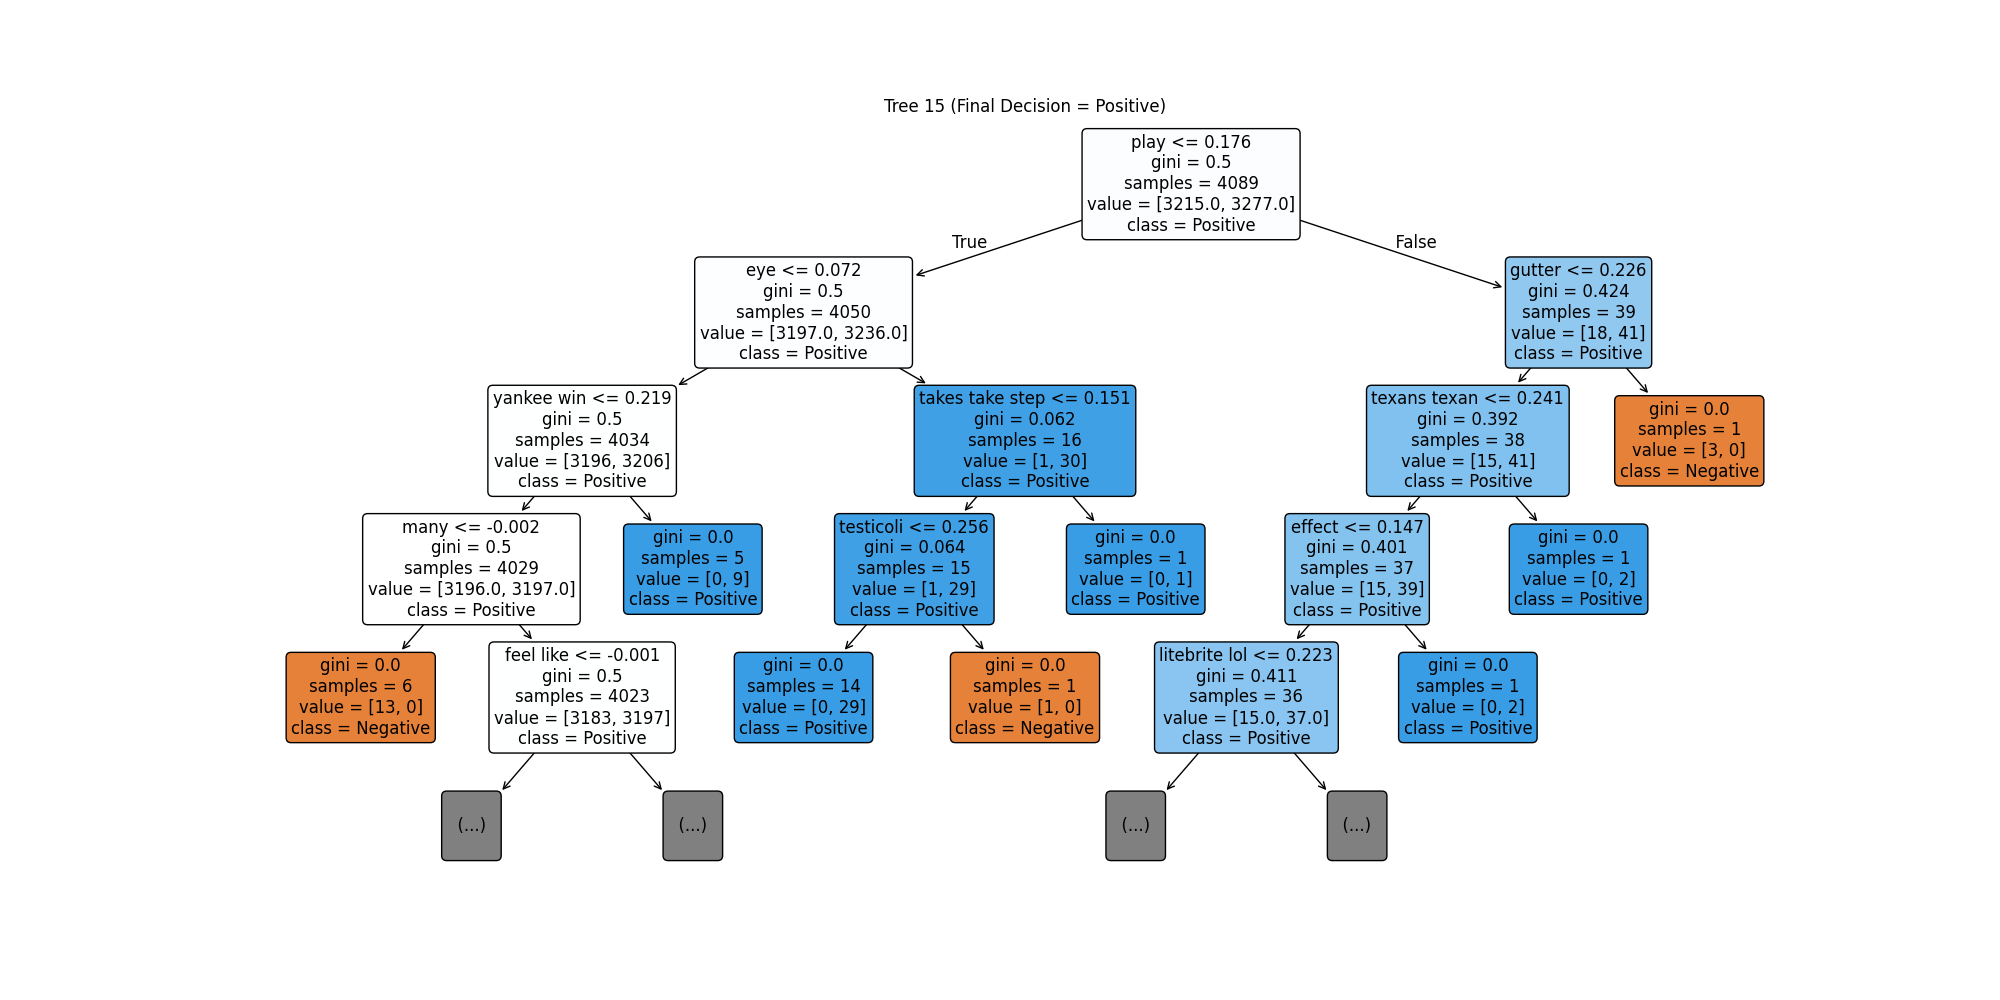 Tree 15 (Final Decision = Positive)
play <= 0.176
gini = 0.5
samples = 4089
value = [3215.0, 3277.0]
class = Positive
True
False
eye <= 0.072
gini = 0.5
samples = 4050
value = [3197.0, 3236.0]
class = Positive
gutter <= 0.226
gini = 0.424
samples = 39
value = [18, 41]
class = Positive
yankee win <= 0.219
gini = 0.5
samples = 4034
value = [3196, 3206]
class = Positive
takes take step <= 0.151
gini = 0.062
samples = 16
value = [1, 30]
class = Positive
texans texan <= 0.241
gini = 0.392
samples = 38
value = [15, 41]
class = Positive
gini = 0.0
samples = 1
value = [3, 0]
class = Negative
many <= -0.002
gini = 0.5
samples = 4029
value = [3196.0, 3197.0]
class = Positive
gini = 0.0
samples = 5
value = [0, 9]
class = Positive
testicoli <= 0.256
gini = 0.064
samples = 15
value = [1, 29]
class = Positive
gini = 0.0
samples = 1
value = [0, 1]
class = Positive
effect <= 0.147
gini = 0.401
samples = 37
value = [15, 39]
class = Positive
gini = 0.0
samples = 1
value = [0, 2]
class = Positive
gini = 0.0
samples = 6
value = [13, 0]
class = Negative
feel like <= -0.001
gini = 0.5
samples = 4023
value = [3183, 3197]
class = Positive
gini = 0.0
samples = 14
value = [0, 29]
class = Positive
gini = 0.0
samples = 1
value = [1, 0]
class = Negative
litebrite lol <= 0.223
gini = 0.411
samples = 36
value = [15.0, 37.0]
class = Positive
gini = 0.0
samples = 1
value = [0, 2]
class = Positive
(...)
(...)
(...)
(...)